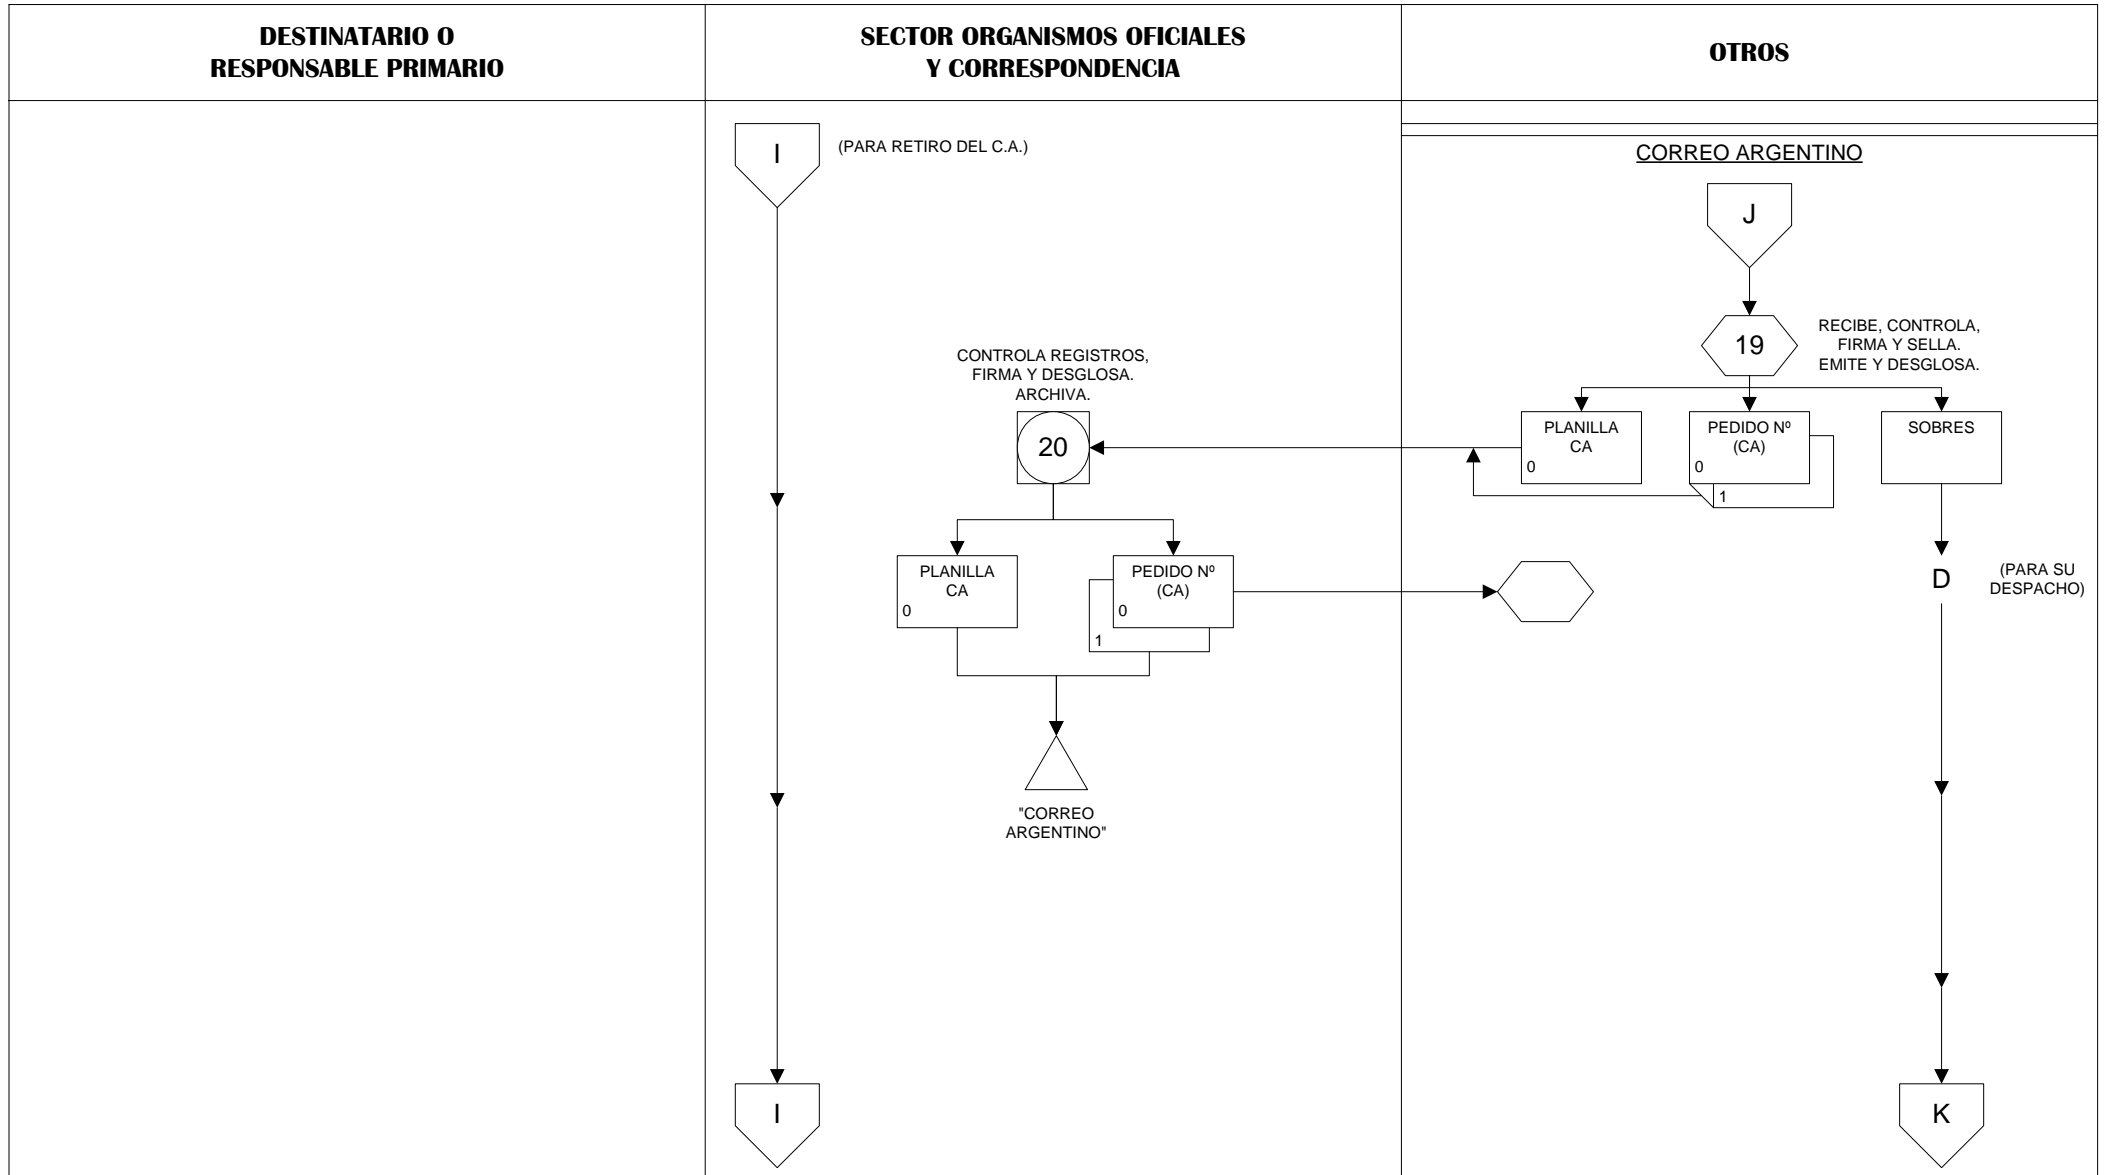 DESTINATARIO O
RESPONSABLE PRIMARIO
SECTOR ORGANISMOS OFICIALES
Y CORRESPONDENCIA
OTROS
I
(PARA RETIRO DEL C.A.)
CORREO ARGENTINO
J
19
RECIBE, CONTROLA,
FIRMA Y SELLA.
EMITE Y DESGLOSA.
CONTROLA REGISTROS,
FIRMA Y DESGLOSA.
ARCHIVA.
20
PLANILLA
CA
0
PEDIDO Nº
(CA)
0
1
SOBRES
PLANILLA
CA
0
PEDIDO Nº
(CA)
0
1
D
(PARA SU
DESPACHO)
"CORREO
ARGENTINO"
I
K